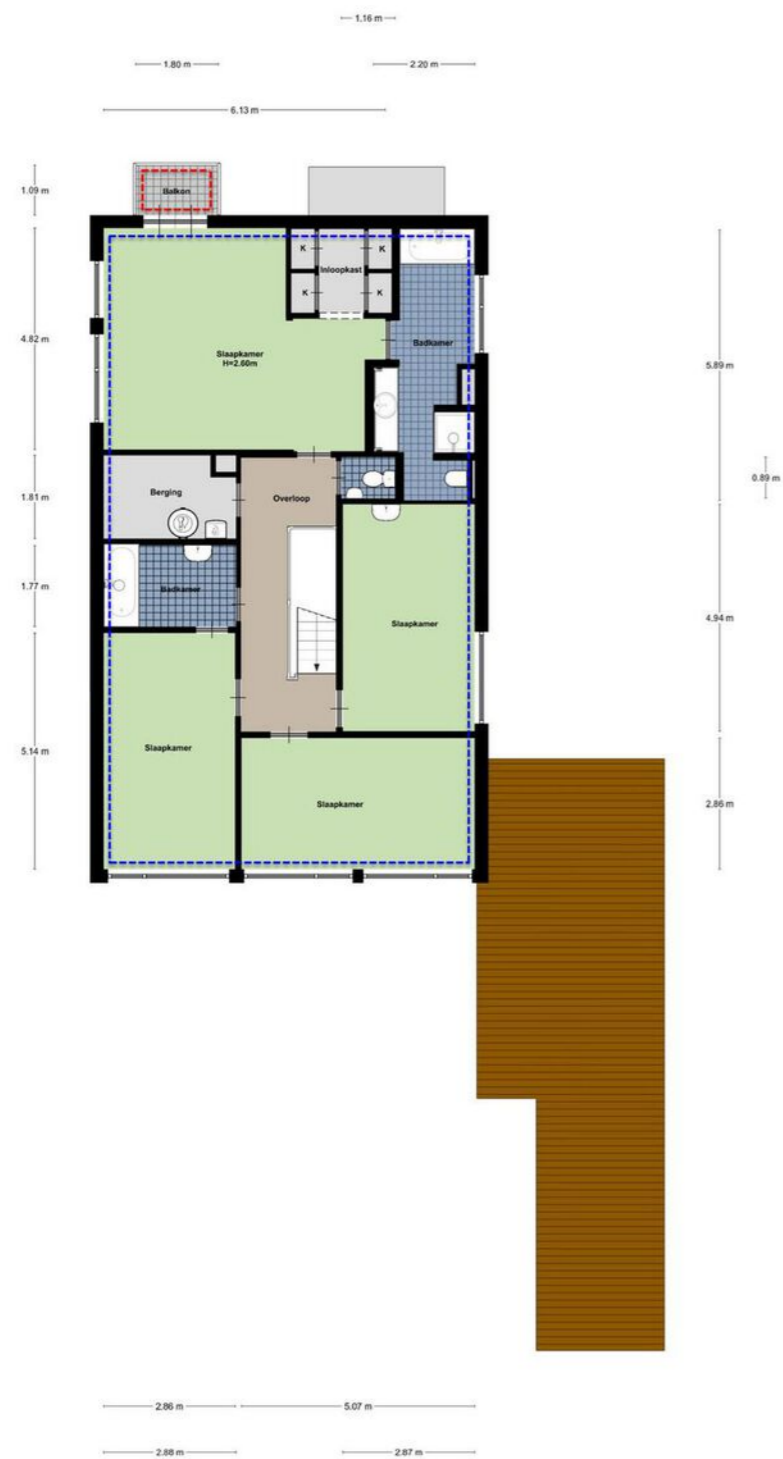 1.16 m
1.80 m
2.20 m
6.13 m
1.09 m
Balkon
K
K
Inloopkast
K
K
4.82 m
Slaapkamer
H=2.60m
Badkamer
5.89 m
1.81 m
Berging
Overloop
0.89 m
1.77 m
Badkamer
Slaapkamer
4.94 m
5.14 m
Slaapkamer
Slaapkamer
2.86 m
2.86 m
5.07 m
2.88 m
2.87 m